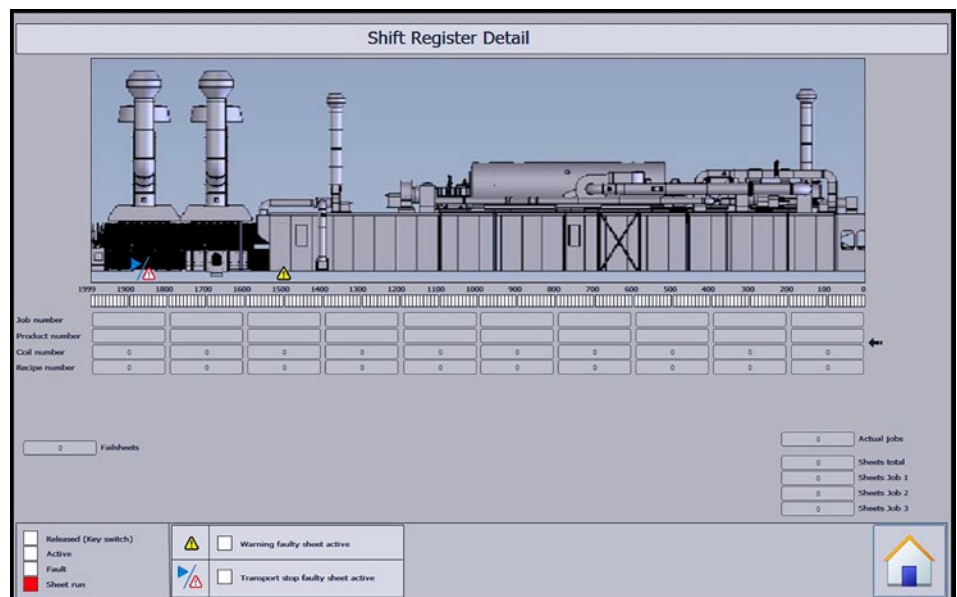 Shift Register Detail
1999 1900 1800 1700 1600 1500 1400 1300 1200 1100 1000 900 800 700 600 500 400 300 200 100 0
Job number
Product number
Coil number 0 0 0 0 0 0 0 0 0 0
Recipe number 0 0 0 0 0 0 0 0 0 0
0 Actual jobs
0 Failsheets
0 Sheets total
0 Sheets Job 1
0 Sheets Job 2
0 Sheets Job 3
Released (Key switch)
Active
Fault
Sheet run
Warning faulty sheet active
Transport stop faulty sheet active